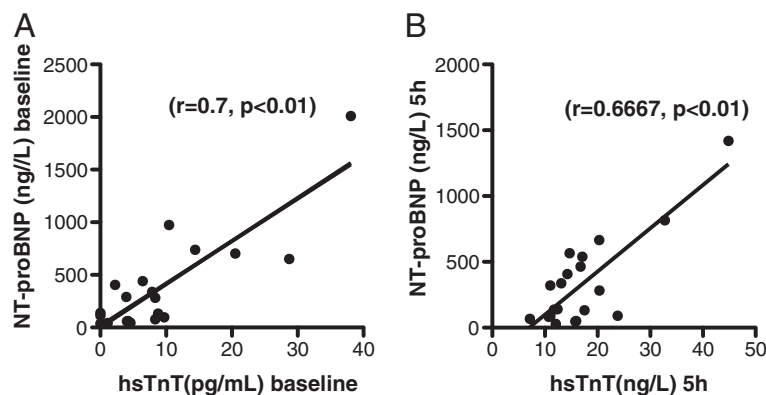 A
NT-proBNP (ng//L) baseline
2500
2000
1500
1000
500
0
(r=0.7, p<0.01)
0 10 20 30 40
hsTnT(pg/mL) baseline
B
NT-proBNP (ng/L) 5h
2000
1500
1000
500
0
(r=0.6667, p<0.01)
0 10 20 30 40 50
hsTnT(ng/L) 5h